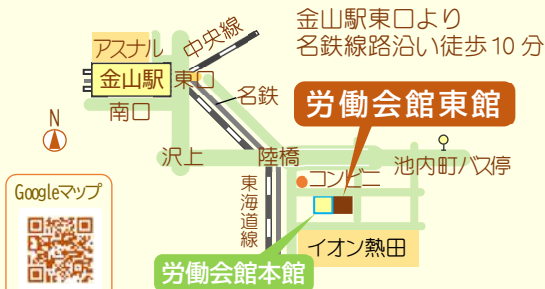 金山駅東口より
名鉄線路沿い徒歩10分
アスナル
中央線
金山駅
東口
南口
名鉄
N
労働会館東館
沢上
陸橋
池内町バス停
コンビニ
東海道線
Googleマップ
イオン熱田
労働会館本館